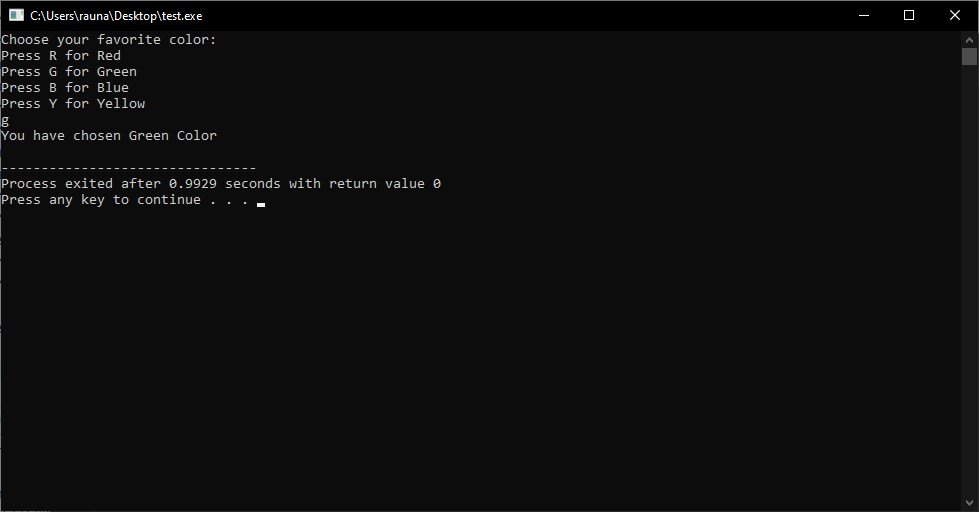 C:\Users\rauna\Desktop\test.exe
Choose your favorite color:
Press R for Red
Press G for Green
Press B for Blue
Press Y for Yellow
g
You have chosen Green Color
--------------------------------
Process exited after 0.9929 seconds with return value 0
Press any key to continue . . .